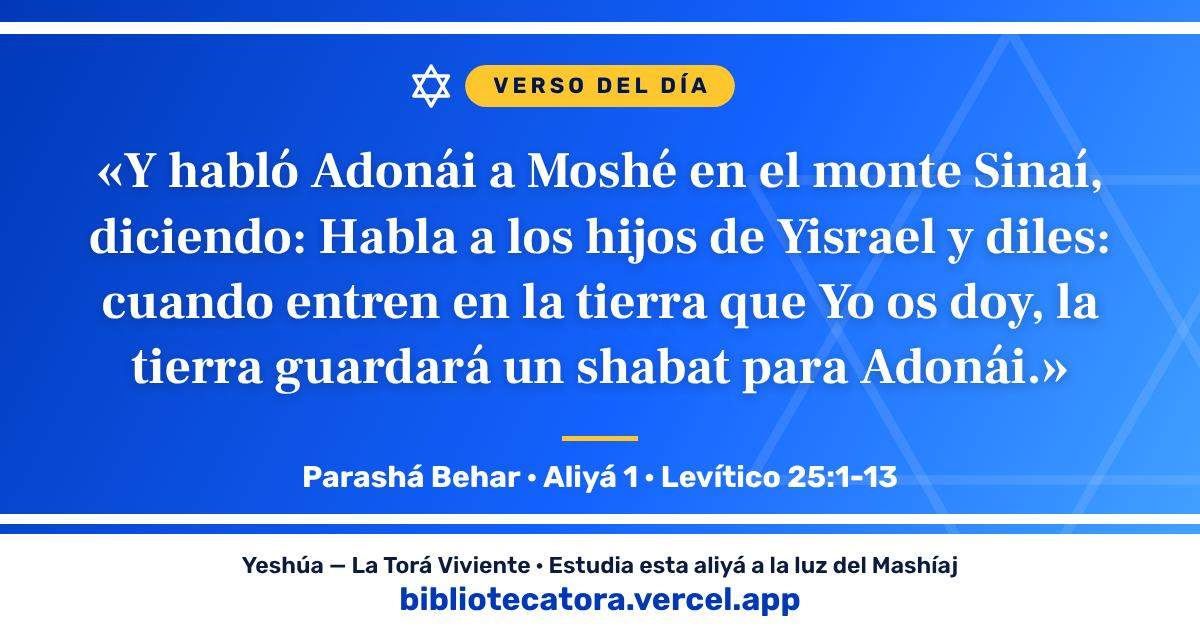 VERSO DEL DÍA
«Y habló Adonái a Moshé en el monte Sinaí,
diciendo: Habla a los hijos de Yisrael y diles:
cuando entren en la tierra que Yo os doy, la
tierra guardará un shabat para Adonái.»
Parashá Behar • Aliyá 1 • Levítico 25:1-13
Yeshúa — La Torá Viviente • Estudia esta aliyá a la luz del Mashíaj
bibliotecatora.vercel.app